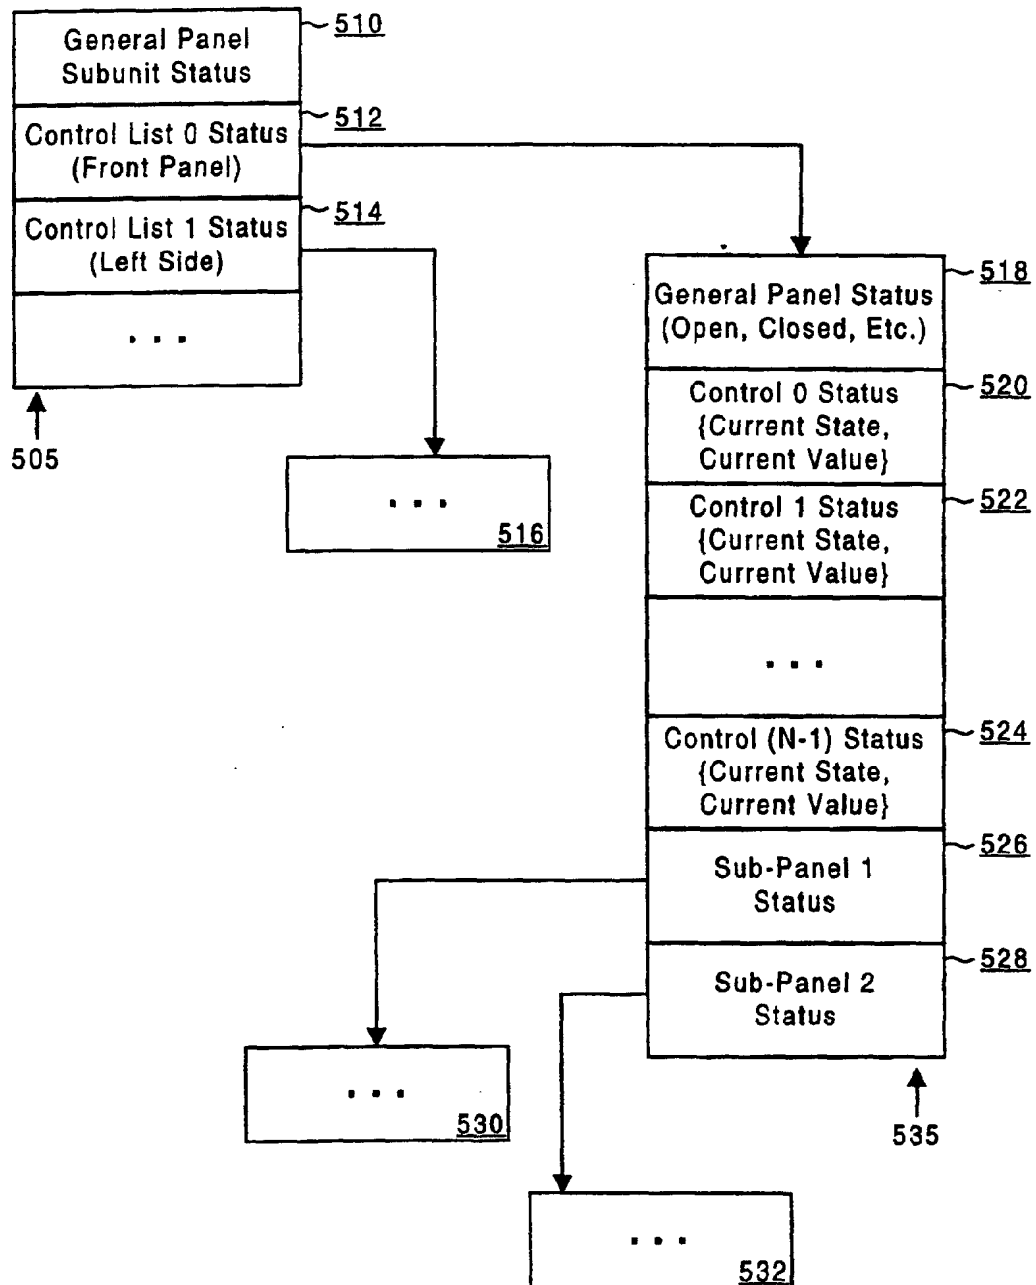 510
General Panel
Subunit Status
512
Control List 0 Status
(Front Panel)
514
Control List 1 Status
(Left Side)
. . .
505
. . .
516
518
General Panel Status
(Open, Closed, Etc.)
520
Control 0 Status
{Current State,
Current Value}
522
Control 1 Status
{Current State,
Current Value}
. . .
524
Control (N-1) Status
{Current State,
Current Value}
526
Sub-Panel 1
Status
528
Sub-Panel 2
Status
. . .
530
535
. . .
532